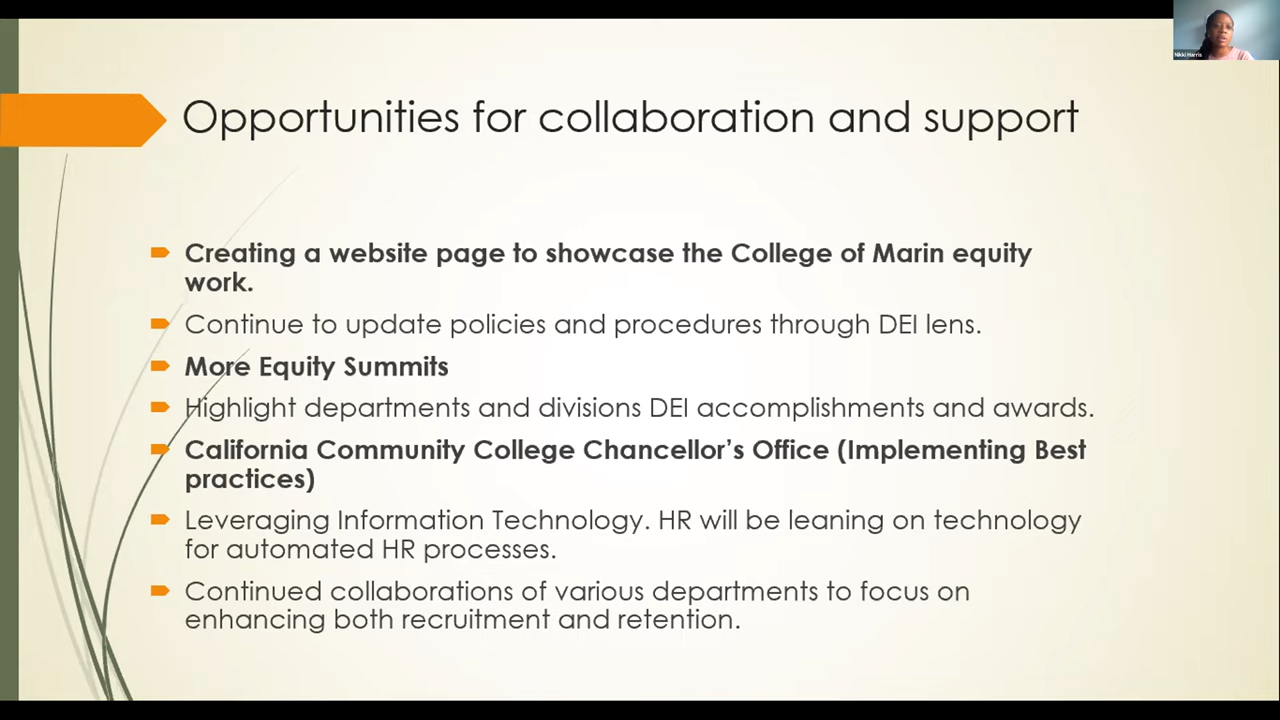 Nikki Harris
Opportunities for collaboration and support
Creating a website page to showcase the College of Marin equity
work.
Continue to update policies and procedures through DEI lens.
More Equity Summits
Highlight departments and divisions DEI accomplishments and awards.
California Community College Chancellor’s Office (Implementing Best
practices)
Leveraging Information Technology. HR will be leaning on technology
for automated HR processes.
Continued collaborations of various departments to focus on
enhancing both recruitment and retention.